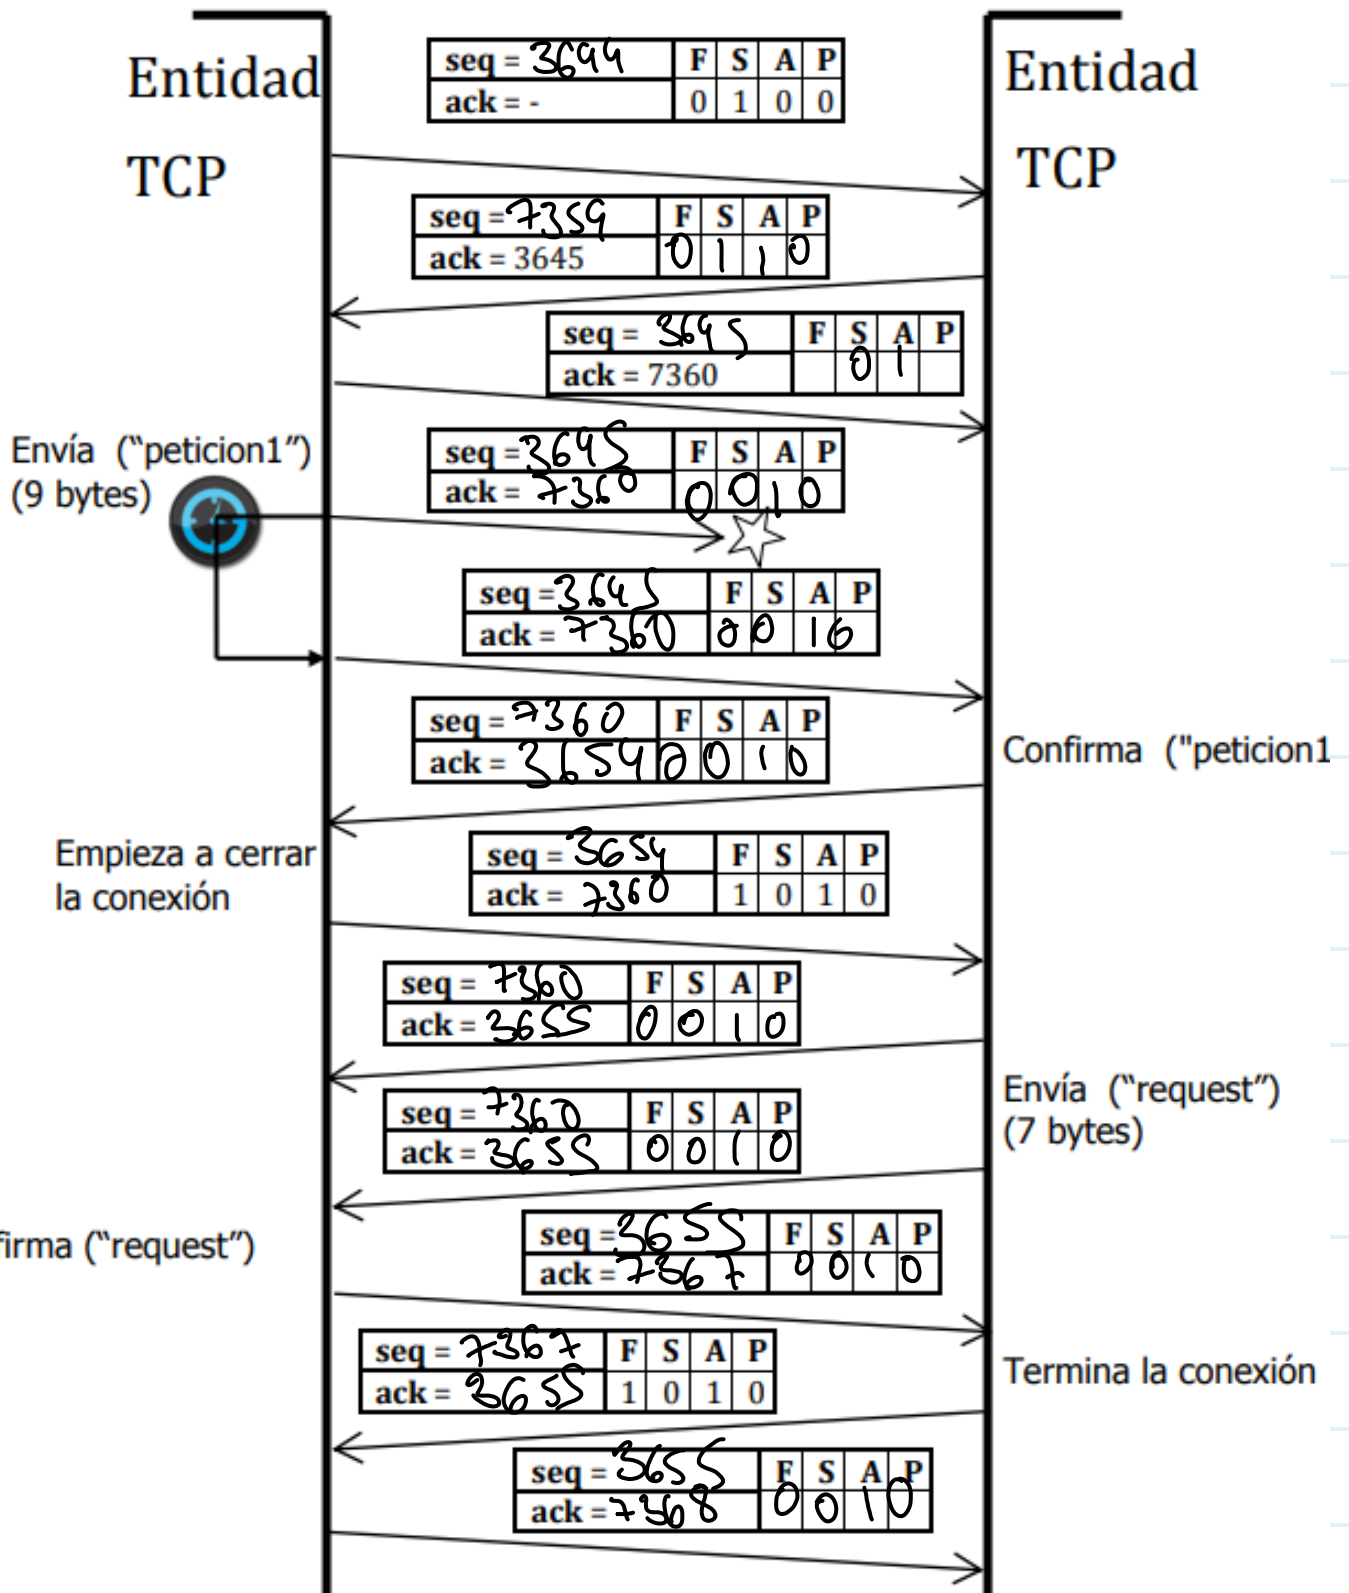 Entidad
TCP
Entidad
TCP
seq = 3644 F S A P
ack = - 0 1 0 0
seq = 7359 F S A P
ack = 3645 0 1 1 0
seq = 3645 F S A P
ack = 7360 0 1
Envía ("peticion1")
(9 bytes)
seq = 3645 F S A P
ack = 7360 0 0 1 0
seq = 3645 F S A P
ack = 7360 0 0 1 0
seq = 7360 F S A P
ack = 3654 0 0 1 0
Confirma ("peticion1
Empieza a cerrar
la conexión
seq = 3654 F S A P
ack = 7360 1 0 1 0
seq = 7360 F S A P
ack = 3655 0 0 1 0
Envía ("request")
(7 bytes)
seq = 7360 F S A P
ack = 3655 0 0 1 0
firma ("request")
seq = 3655 F S A P
ack = 7367 0 0 1 0
seq = 7367 F S A P
ack = 3655 1 0 1 0
Termina la conexión
seq = 3655 F S A P
ack = 7368 0 0 1 0